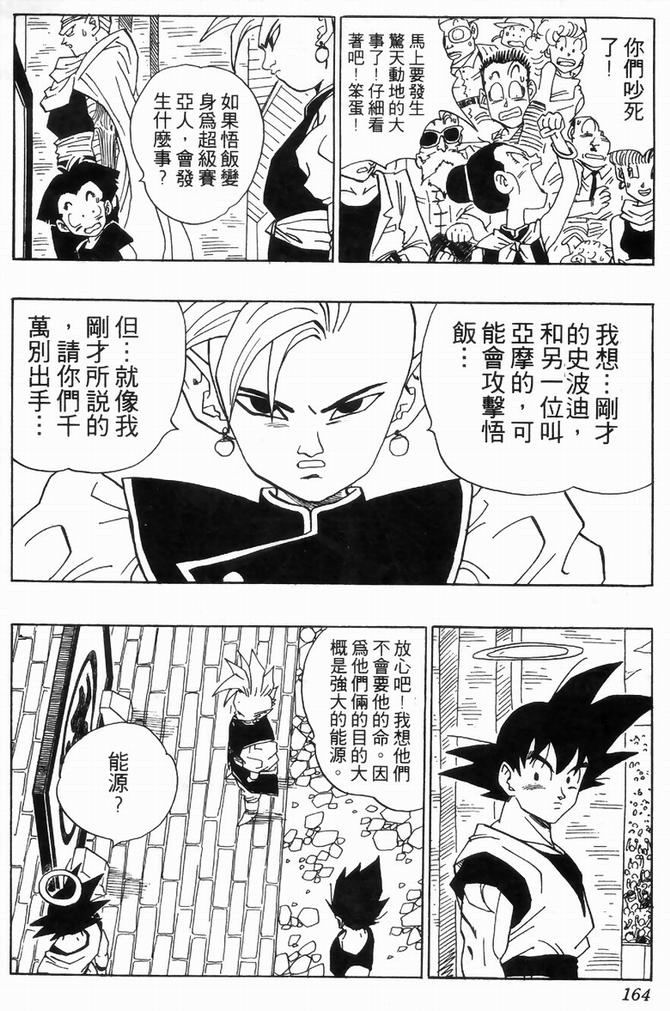 你們吵死
了！
馬上要發生
驚天動地的大
事了！仔細看
著吧！笨蛋！
如果悟飯變
身爲超級賽
亞人，會發
生什麼事？
我想…剛才
的史波迪，
和另一位叫
亞摩的，可
能會攻擊悟
飯…
但…就像我
剛才所說的
，請你們千
萬別出手…
放心吧！我想他們
不會要他的命。因
爲他們倆的目的大
概是強大的能源。
能源？
164